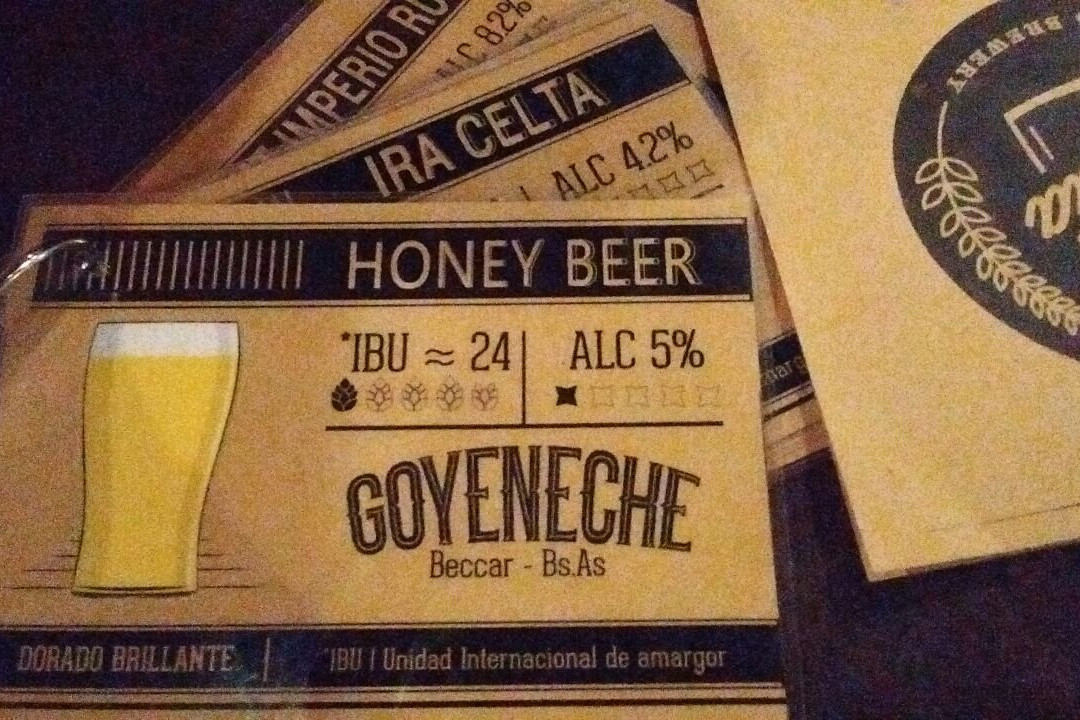 IMPERIO RO
ALC 8.2%
IRA CELTA
ALC 4.2%
HONEY BEER
*IBU ≈ 24
ALC 5%
GOYENECHE
Beccar - Bs.As
DORADO BRILLANTE
*IBU | Unidad Internacional de amargor
BREWERY